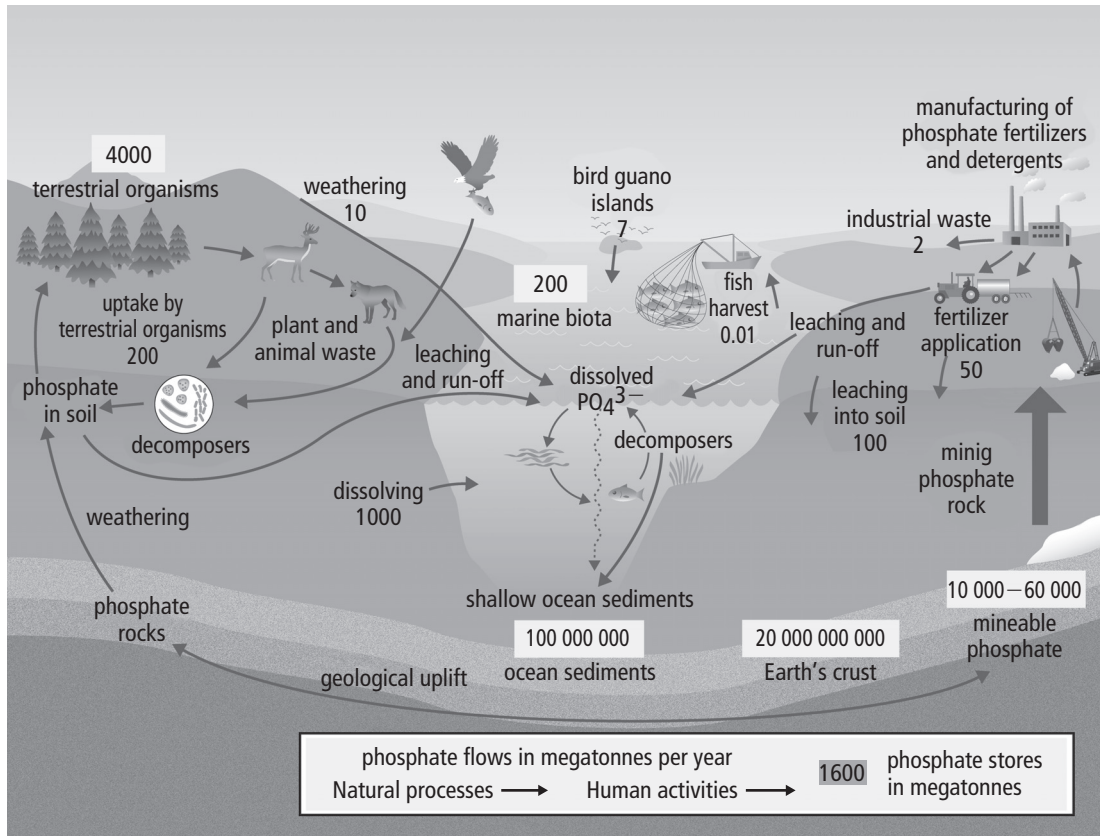 4000
terrestrial organisms
weathering
10
bird guano
islands
7
manufacturing of
phosphate fertilizers
and detergents
industrial waste
2
200
marine biota
fish
harvest
0.01
uptake by
terrestrial organisms
200
plant and
animal waste
leaching
and run-off
leaching and
run-off
fertilizer
application
50
phosphate
in soil
decomposers
dissolved
PO₄³⁻
decomposers
leaching
into soil
100
minig
phosphate
rock
dissolving
1000
weathering
phosphate
rocks
shallow ocean sediments
100 000 000
ocean sediments
20 000 000 000
Earth's crust
10 000–60 000
mineable
phosphate
geological uplift
phosphate flows in megatonnes per year
Natural processes
Human activities
1600
phosphate stores
in megatonnes